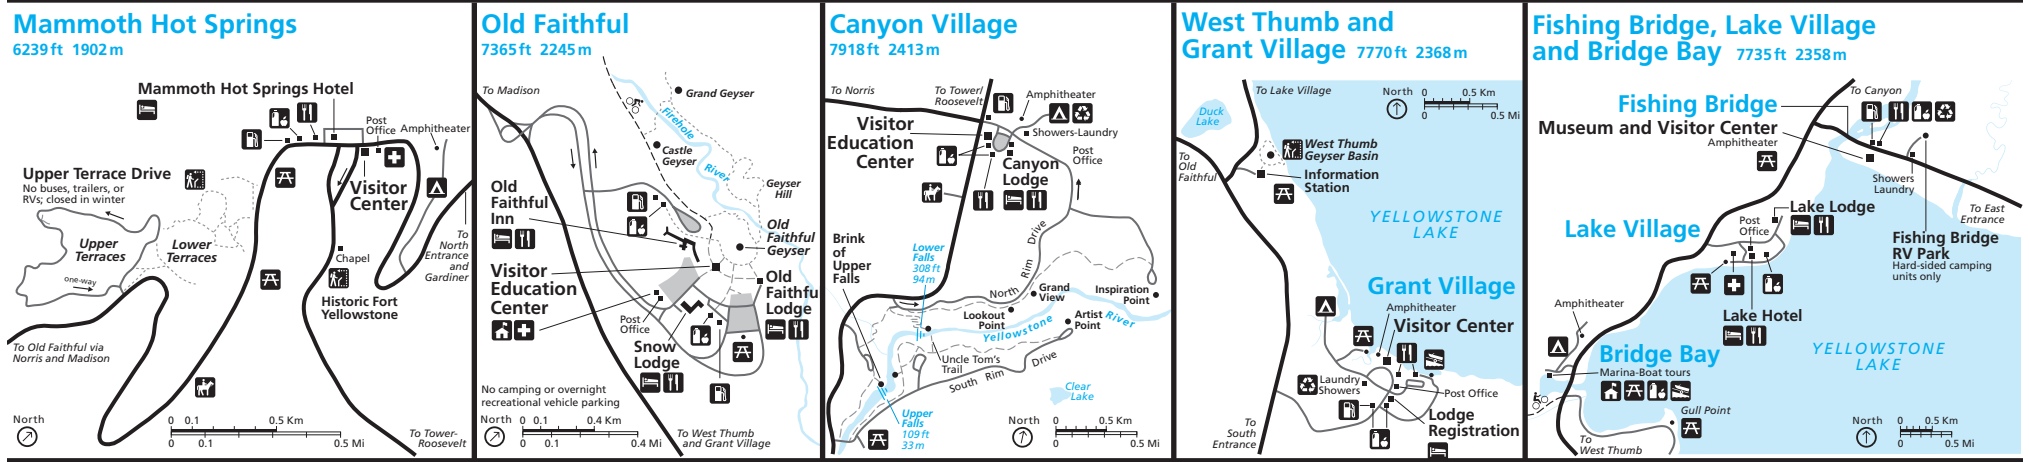 Mammoth Hot Springs
6239 ft 1902 m
Mammoth Hot Springs Hotel
Post
Office
Amphitheater
Upper Terrace Drive
No buses, trailers, or
RVs; closed in winter
Visitor
Center
Upper
Terraces
Lower
Terraces
one-way
To
North
Entrance
and
Gardiner
Chapel
Historic Fort
Yellowstone
To Old Faithful via
Norris and Madison
North
0 0.1 0.5 Km
0 0.1 0.5 Mi
To Tower-
Roosevelt
Old Faithful
7365 ft 2245 m
To Madison
Grand Geyser
Firehole
River
Castle
Geyser
Geyser
Hill
Old
Faithful
Inn
Old
Faithful
Geyser
Visitor
Education
Center
Old
Faithful
Lodge
Post
Office
Snow
Lodge
No camping or overnight
recreational vehicle parking
North
0 0.1 0.4 Km
0 0.1 0.4 Mi
To West Thumb
and Grant Village
Canyon Village
7918 ft 2413 m
To Norris
To Tower/
Roosevelt
Amphitheater
Visitor
Education
Center
Showers-Laundry
Canyon
Lodge
Post
Office
Brink
of
Upper
Falls
Lower
Falls
308 ft
94 m
North Rim Drive
Grand
View
Inspiration
Point
Lookout
Point
Artist
Point
Yellowstone River
Uncle Tom's
Trail
South Rim Drive
Clear
Lake
Upper
Falls
109 ft
33 m
North
0 0.5 Km
0 0.5 Mi
West Thumb and
Grant Village 7770 ft 2368 m
To Lake Village
North
0 0.5 Km
0 0.5 Mi
Duck
Lake
To
Old
Faithful
West Thumb
Geyser Basin
Information
Station
YELLOWSTONE
LAKE
Grant Village
Amphitheater
Visitor Center
Laundry
Showers
Post Office
Lodge
Registration
To
South
Entrance
Fishing Bridge, Lake Village
and Bridge Bay 7735 ft 2358 m
To Canyon
Fishing Bridge
Museum and Visitor Center
Amphitheater
Showers
Laundry
To East
Entrance
Lake Lodge
Post
Office
Lake Village
Fishing Bridge
RV Park
Hard-sided camping
units only
Amphitheater
Lake Hotel
Bridge Bay
Marina-Boat tours
YELLOWSTONE
LAKE
Gull Point
To
West Thumb
North
0 0.5 Km
0 0.5 Mi